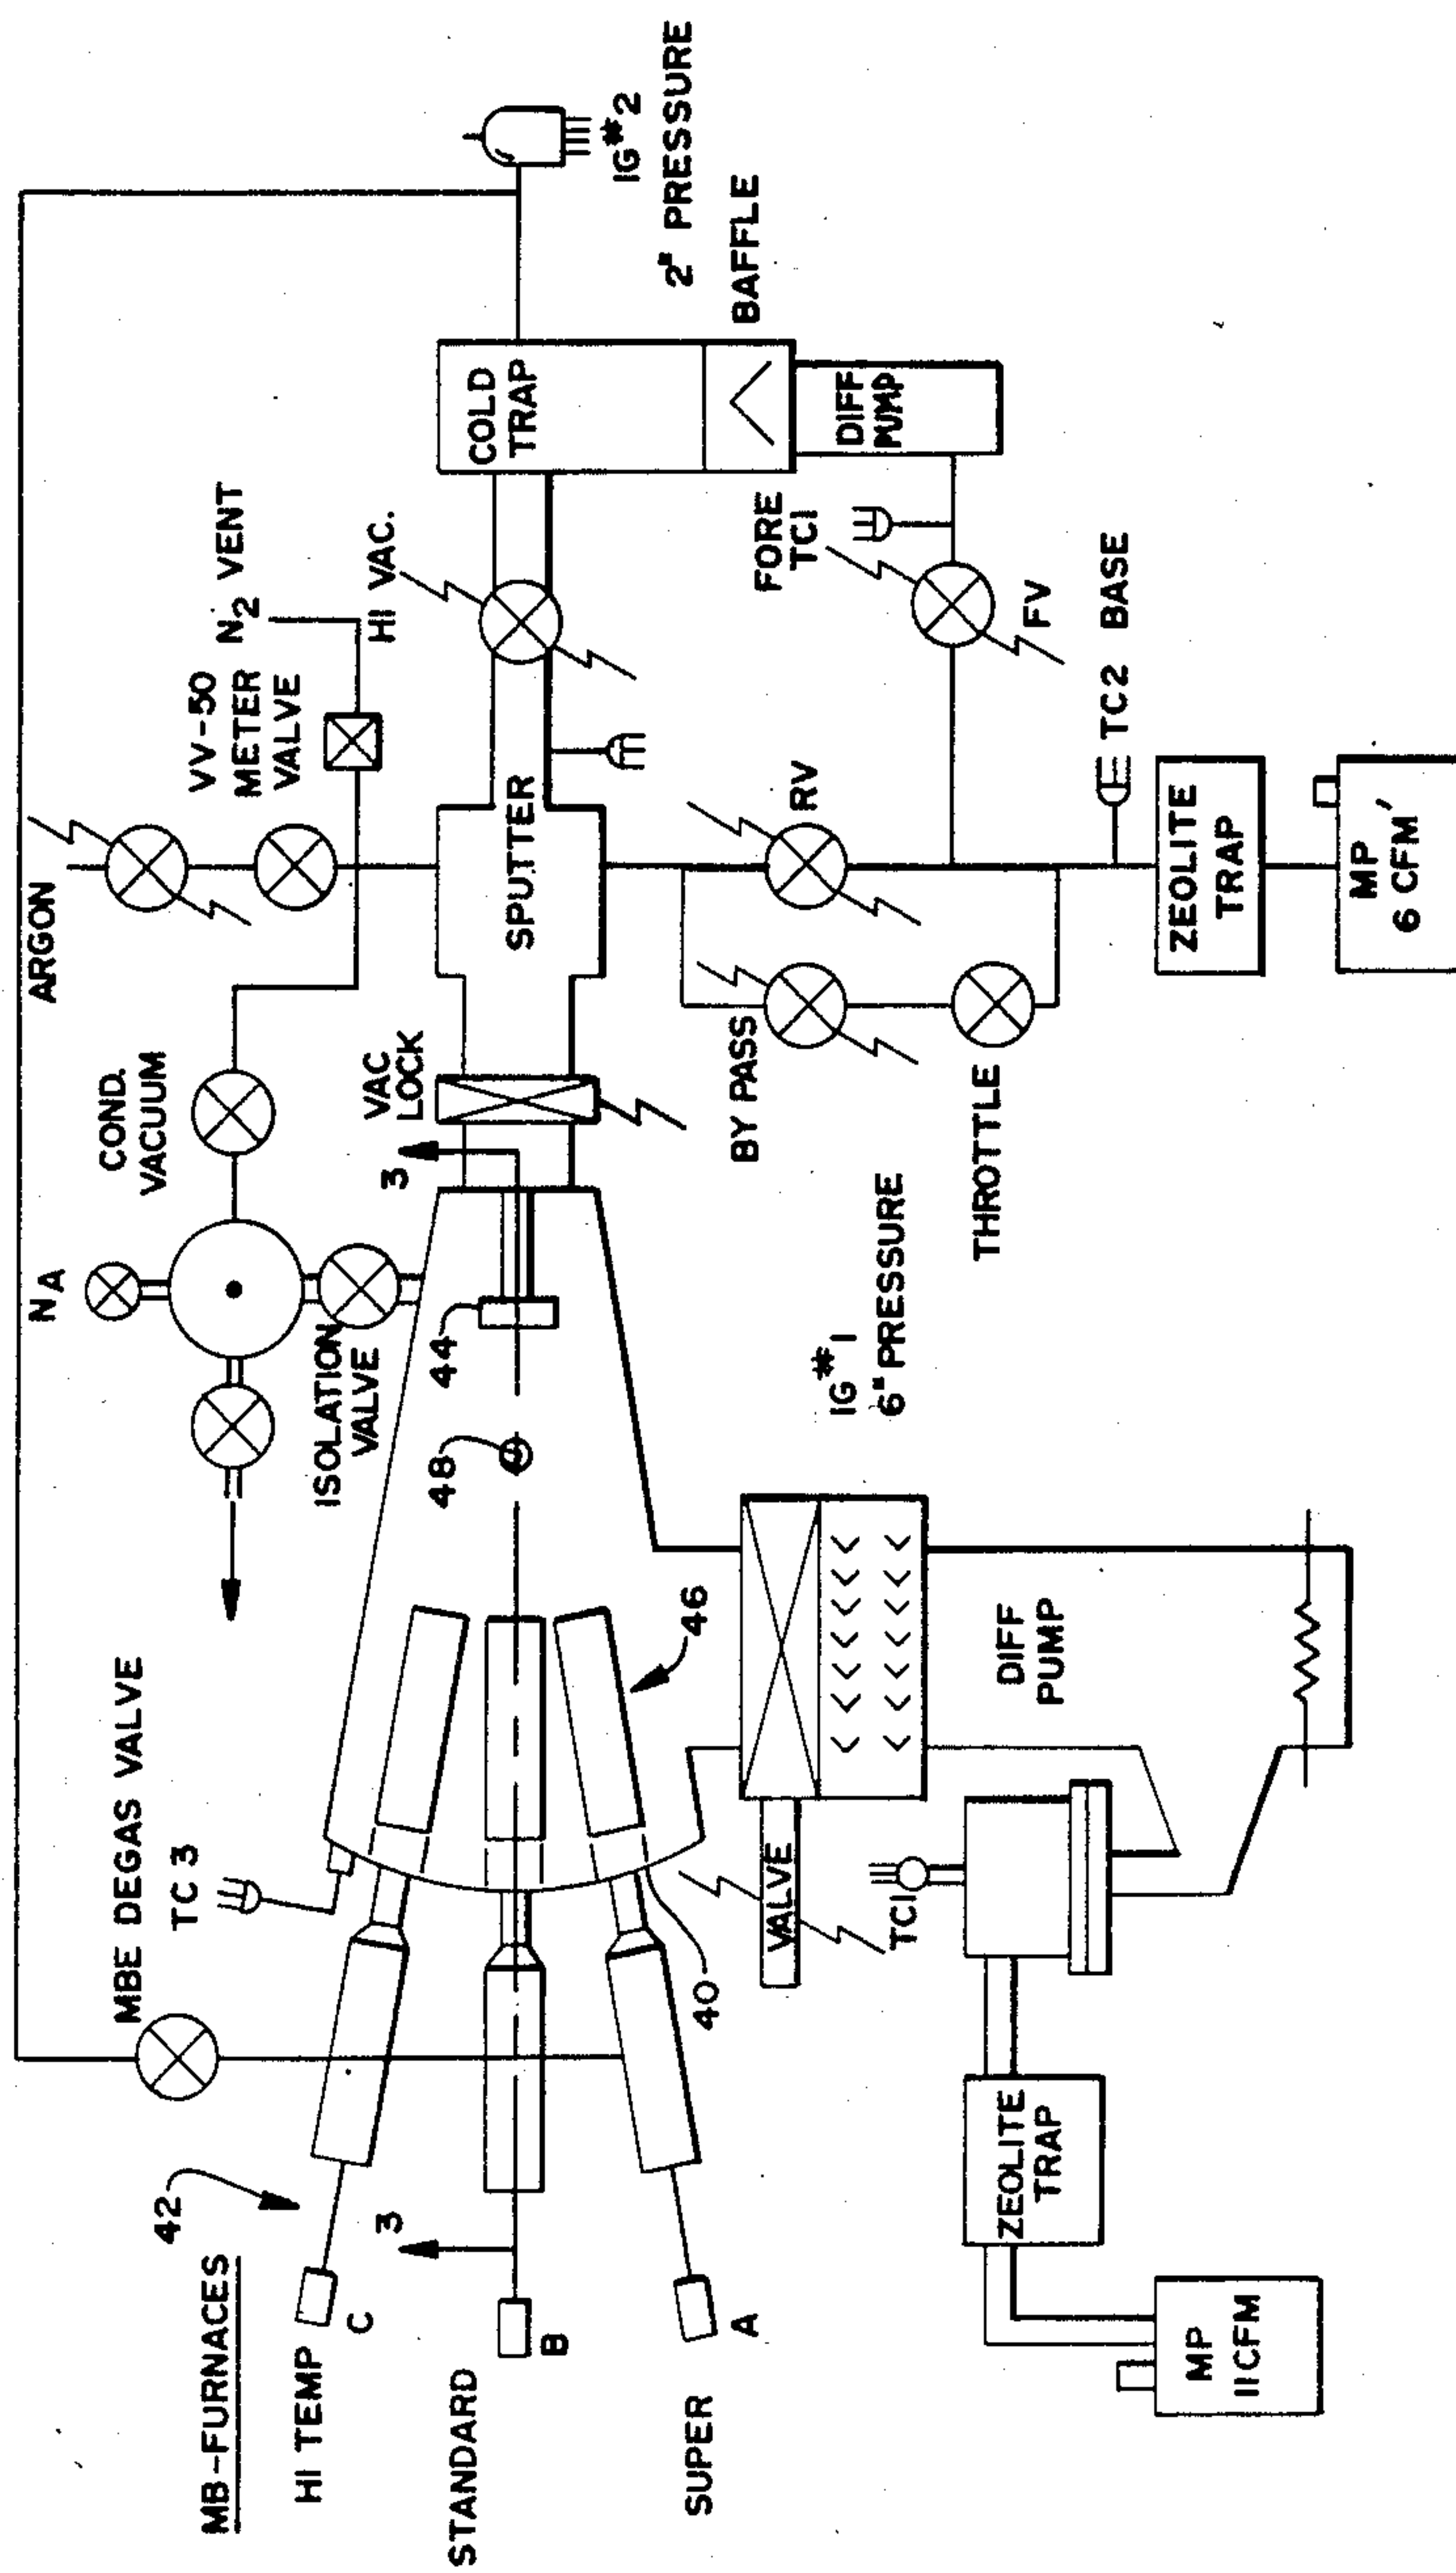 ARGON
VV-50
METER
VALVE
N2 VENT
HI VAC.
IG #2
2" PRESSURE
COND.
VACUUM
NA
VAC
LOCK
SPUTTER
COLD
TRAP
BAFFLE
DIFF
PUMP
FORE
TC1
FV
RV
BY PASS
THROTTLE
TC2 BASE
ZEOLITE
TRAP
MP
6 CFM'
MBE DEGAS VALVE
TC 3
ISOLATION
VALVE
3
44
48
46
IG #1
6" PRESSURE
42
MB-FURNACES
HI TEMP
C
3
STANDARD
B
SUPER
A
40
VALVE
DIFF
PUMP
TC1
ZEOLITE
TRAP
MP
11CFM